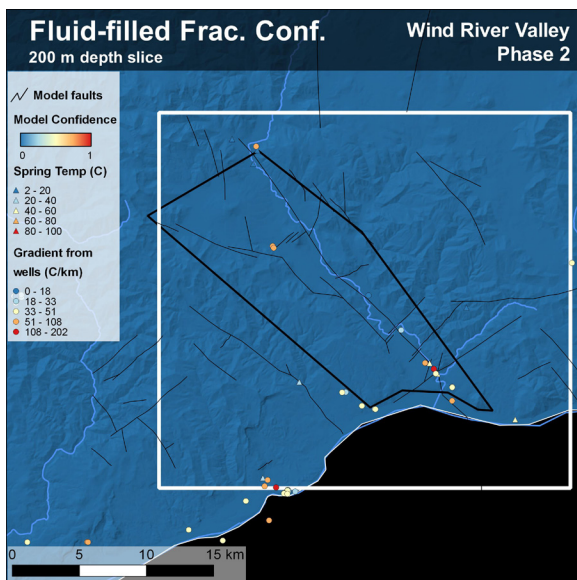 Fluid-filled Frac. Conf.
200 m depth slice
Wind River Valley
Phase 2
Model faults
Model Confidence
0 1
Spring Temp (C)
2 - 20
20 - 40
40 - 60
60 - 80
80 - 100
Gradient from
wells (C/km)
0 - 18
18 - 33
33 - 51
51 - 108
108 - 202
0 5 10 15 km